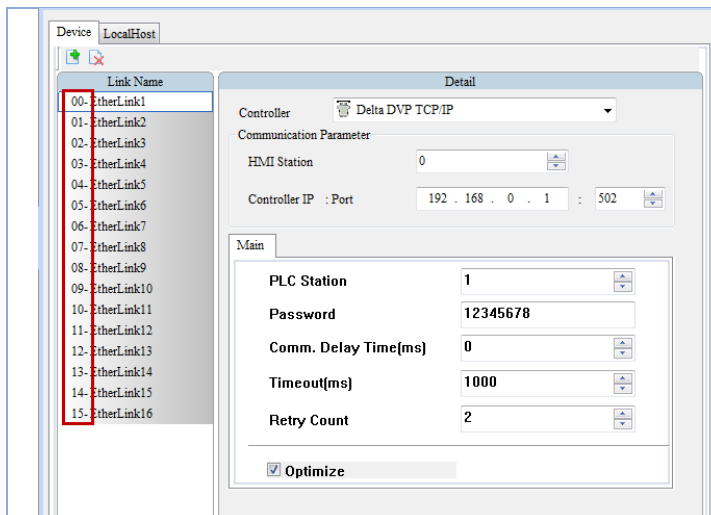 Device
LocalHost
Link Name
00-EtherLink1
01-EtherLink2
02-EtherLink3
03-EtherLink4
04-EtherLink5
05-EtherLink6
06-EtherLink7
07-EtherLink8
08-EtherLink9
09-EtherLink10
10-EtherLink11
11-EtherLink12
12-EtherLink13
13-EtherLink14
14-EtherLink15
15-EtherLink16
Detail
Controller Delta DVP TCP/IP
Communication Parameter
HMI Station 0
Controller IP : Port 192 . 168 . 0 . 1 : 502
Main
PLC Station 1
Password 12345678
Comm. Delay Time(ms) 0
Timeout(ms) 1000
Retry Count 2
Optimize